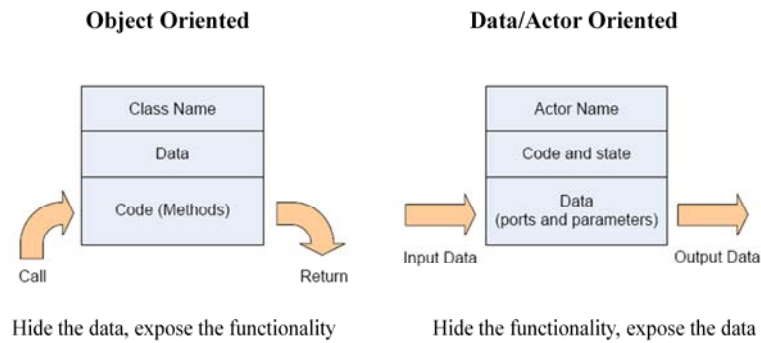 Object Oriented
Class Name
Data
Code (Methods)
Call
Return
Hide the data, expose the functionality
Data/Actor Oriented
Actor Name
Code and state
Data
(ports and parameters)
Input Data
Output Data
Hide the functionality, expose the data